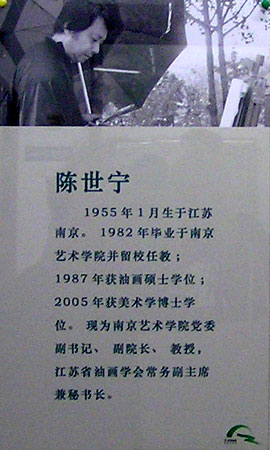 陈世宁
1955年1月生于江苏
南京。 1982年毕业于南京
艺术学院并留校任教；
1987年获油画硕士学位；
2005年获美术学博士学
位。 现为南京艺术学院党委
副书记、 副院长、 教授，
江苏省油画学会常务副主席
兼秘书长。